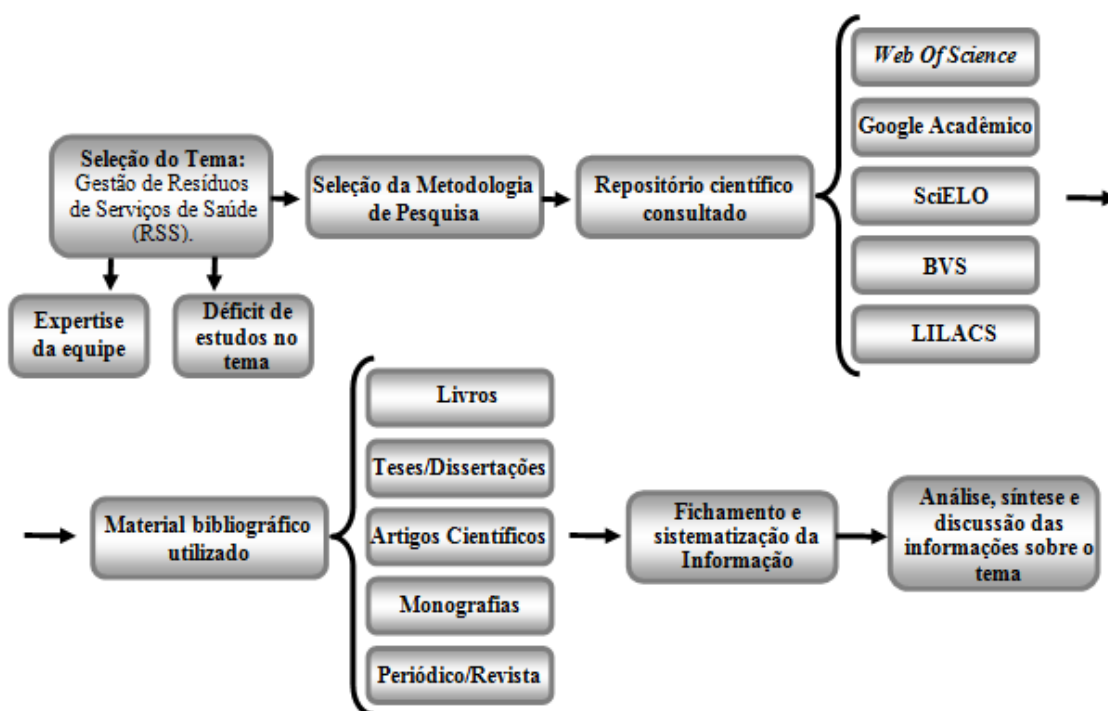 Seleção do Tema:
Gestão de Resíduos
de Serviços de Saúde
(RSS).
Expertise
da equipe
Déficit de
estudos no
tema
Seleção da Metodologia
de Pesquisa
Repositório científico
consultado
Web Of Science
Google Acadêmico
SciELO
BVS
LILACS
Material bibliográfico
utilizado
Livros
Teses/Dissertações
Artigos Científicos
Monografias
Periódico/Revista
Fichamento e
sistematização da
Informação
Análise, síntese e
discussão das
informações sobre o
tema